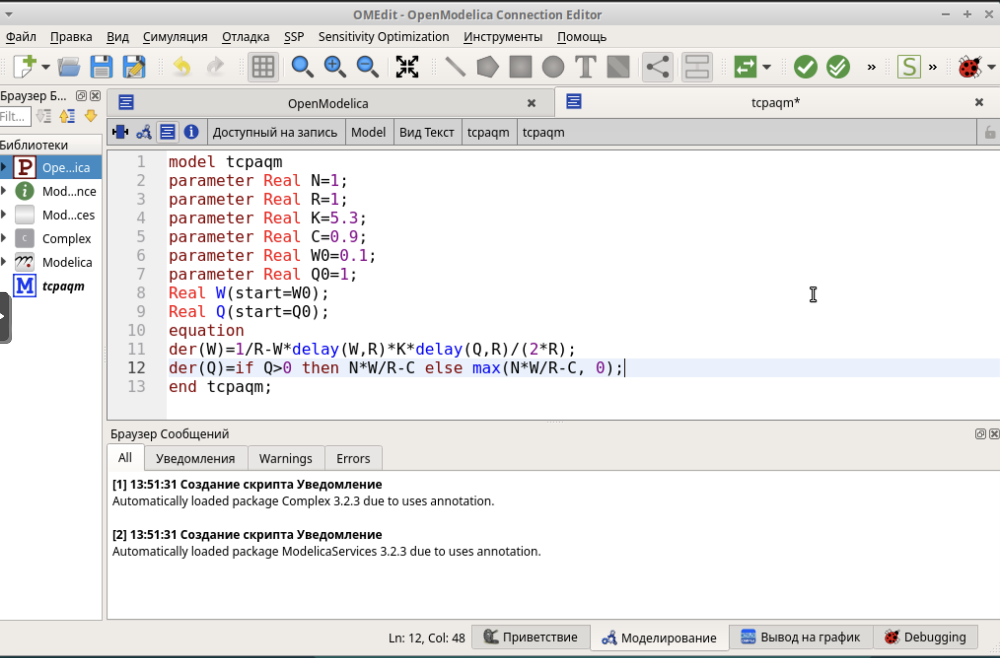 OMEdit - OpenModelica Connection Editor
Файл Правка Вид Симуляция Отладка SSP Sensitivity Optimization Инструменты Помощь
T » S »
Браузер Б... OpenModelica tcpaqm*
Filt...
i Доступный на запись Model Вид Текст tcpaqm tcpaqm
Библиотеки
P Ope...ica
i Mod...nce
Mod...ces
C Complex
Modelica
M tcpaqm
1 model tcpaqm
2 parameter Real N=1;
3 parameter Real R=1;
4 parameter Real K=5.3;
5 parameter Real C=0.9;
6 parameter Real W0=0.1;
7 parameter Real Q0=1;
8 Real W(start=W0);
9 Real Q(start=Q0);
10 equation
11 der(W)=1/R-W*delay(W,R)*K*delay(Q,R)/(2*R);
12 der(Q)=if Q>0 then N*W/R-C else max(N*W/R-C, 0);
13 end tcpaqm;
Браузер Сообщений
All Уведомления Warnings Errors
[1] 13:51:31 Создание скрипта Уведомление
Automatically loaded package Complex 3.2.3 due to uses annotation.
[2] 13:51:31 Создание скрипта Уведомление
Automatically loaded package ModelicaServices 3.2.3 due to uses annotation.
Ln: 12, Col: 48 Приветствие Моделирование Вывод на график Debugging